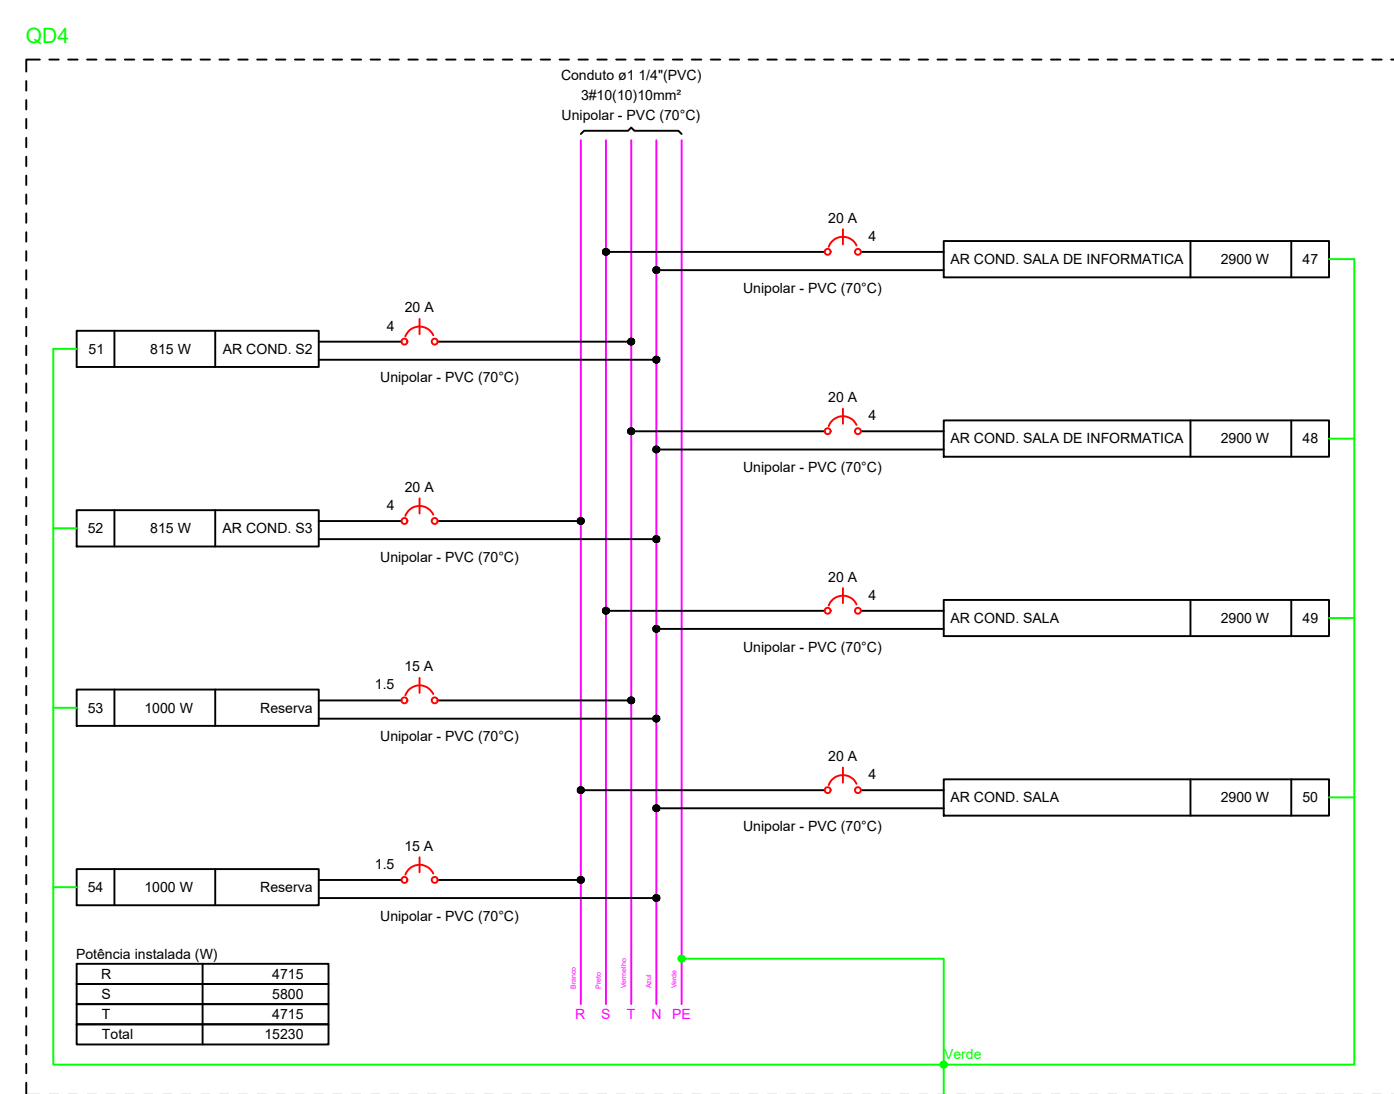 QD4
Conduto ø1 1/4"(PVC)
3#10(10)10mm²
Unipolar - PVC (70°C)
20 A
4
AR COND. SALA DE INFORMATICA 2900 W 47
Unipolar - PVC (70°C)
20 A
4
51 815 W AR COND. S2
Unipolar - PVC (70°C)
20 A
4
AR COND. SALA DE INFORMATICA 2900 W 48
Unipolar - PVC (70°C)
20 A
4
52 815 W AR COND. S3
Unipolar - PVC (70°C)
20 A
4
AR COND. SALA 2900 W 49
Unipolar - PVC (70°C)
15 A
1.5
53 1000 W Reserva
Unipolar - PVC (70°C)
20 A
4
AR COND. SALA 2900 W 50
Unipolar - PVC (70°C)
15 A
1.5
54 1000 W Reserva
Unipolar - PVC (70°C)
Potência instalada (W)
R 4715
S 5800
T 4715
Total 15230
Branco
Preto
Vermelho
Azul
Verde
R S T N PE
Verde